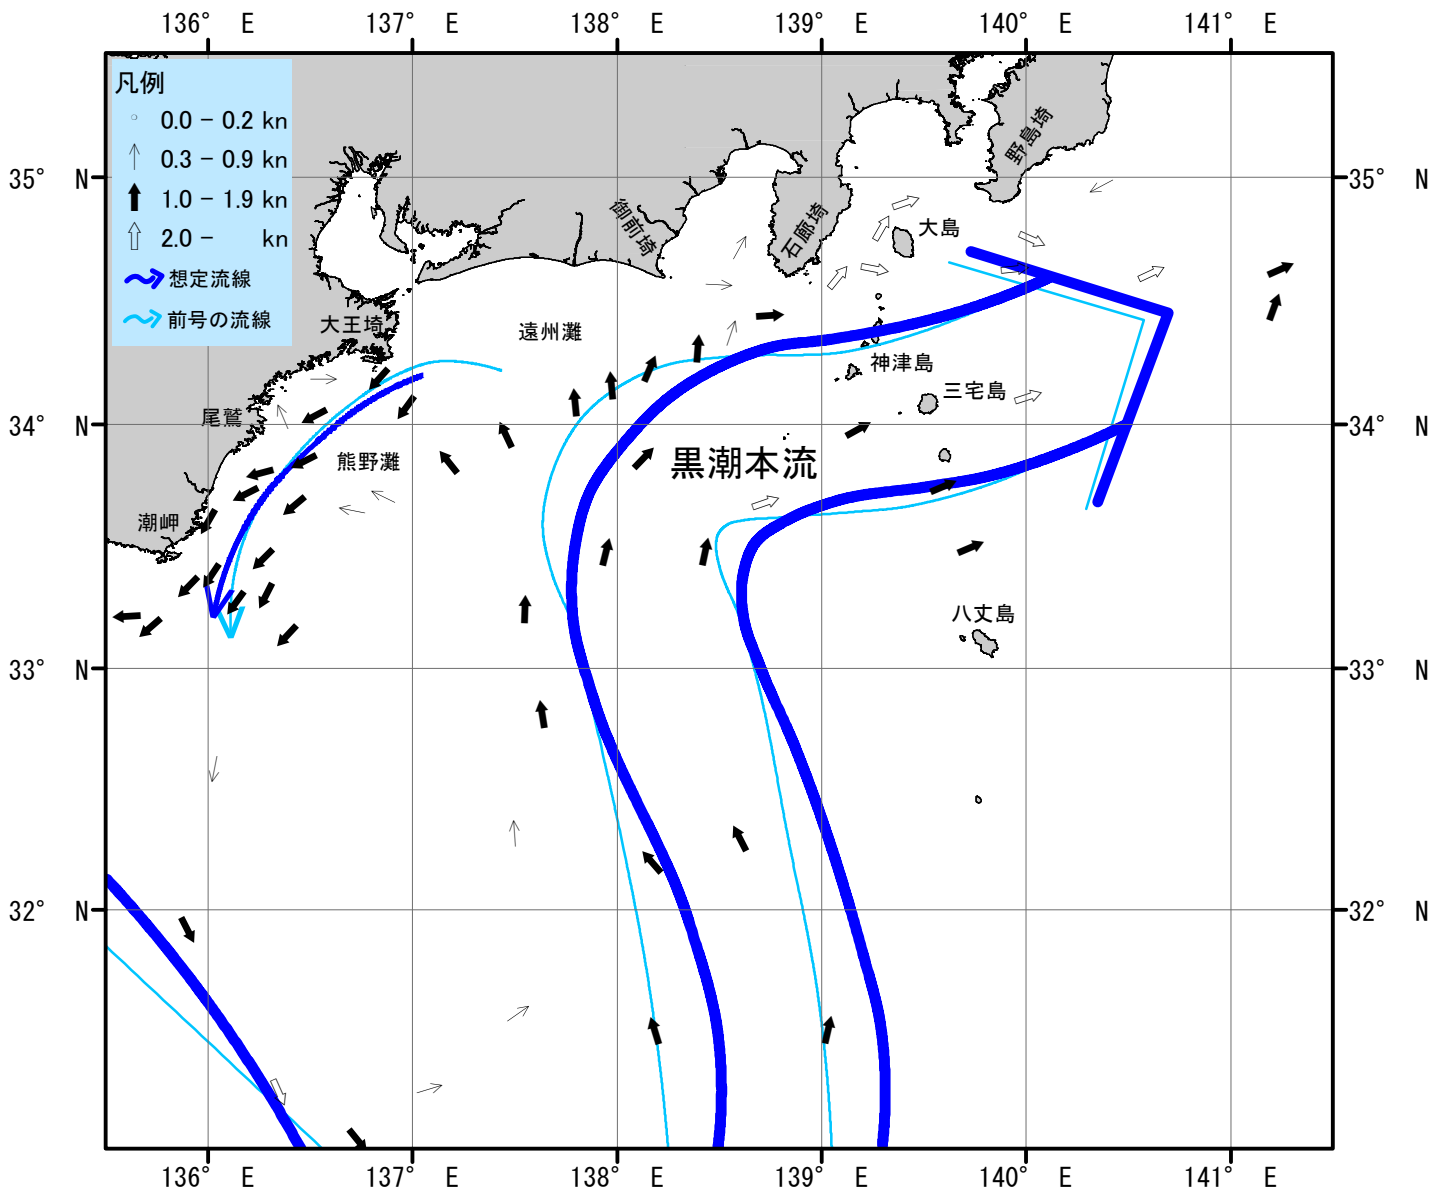 136° E 137° E 138° E 139° E 140° E 141° E
凡例
0.0 - 0.2 kn
0.3 - 0.9 kn
1.0 - 1.9 kn
2.0 - kn
想定流線
前号の流線
野島埼
35° N
35° N
御前埼
石廊埼
大島
大王埼
遠州灘
神津島
三宅島
尾鷲
34° N
34° N
熊野灘
黒潮本流
潮岬
八丈島
33° N
33° N
32° N
32° N
136° E 137° E 138° E 139° E 140° E 141° E